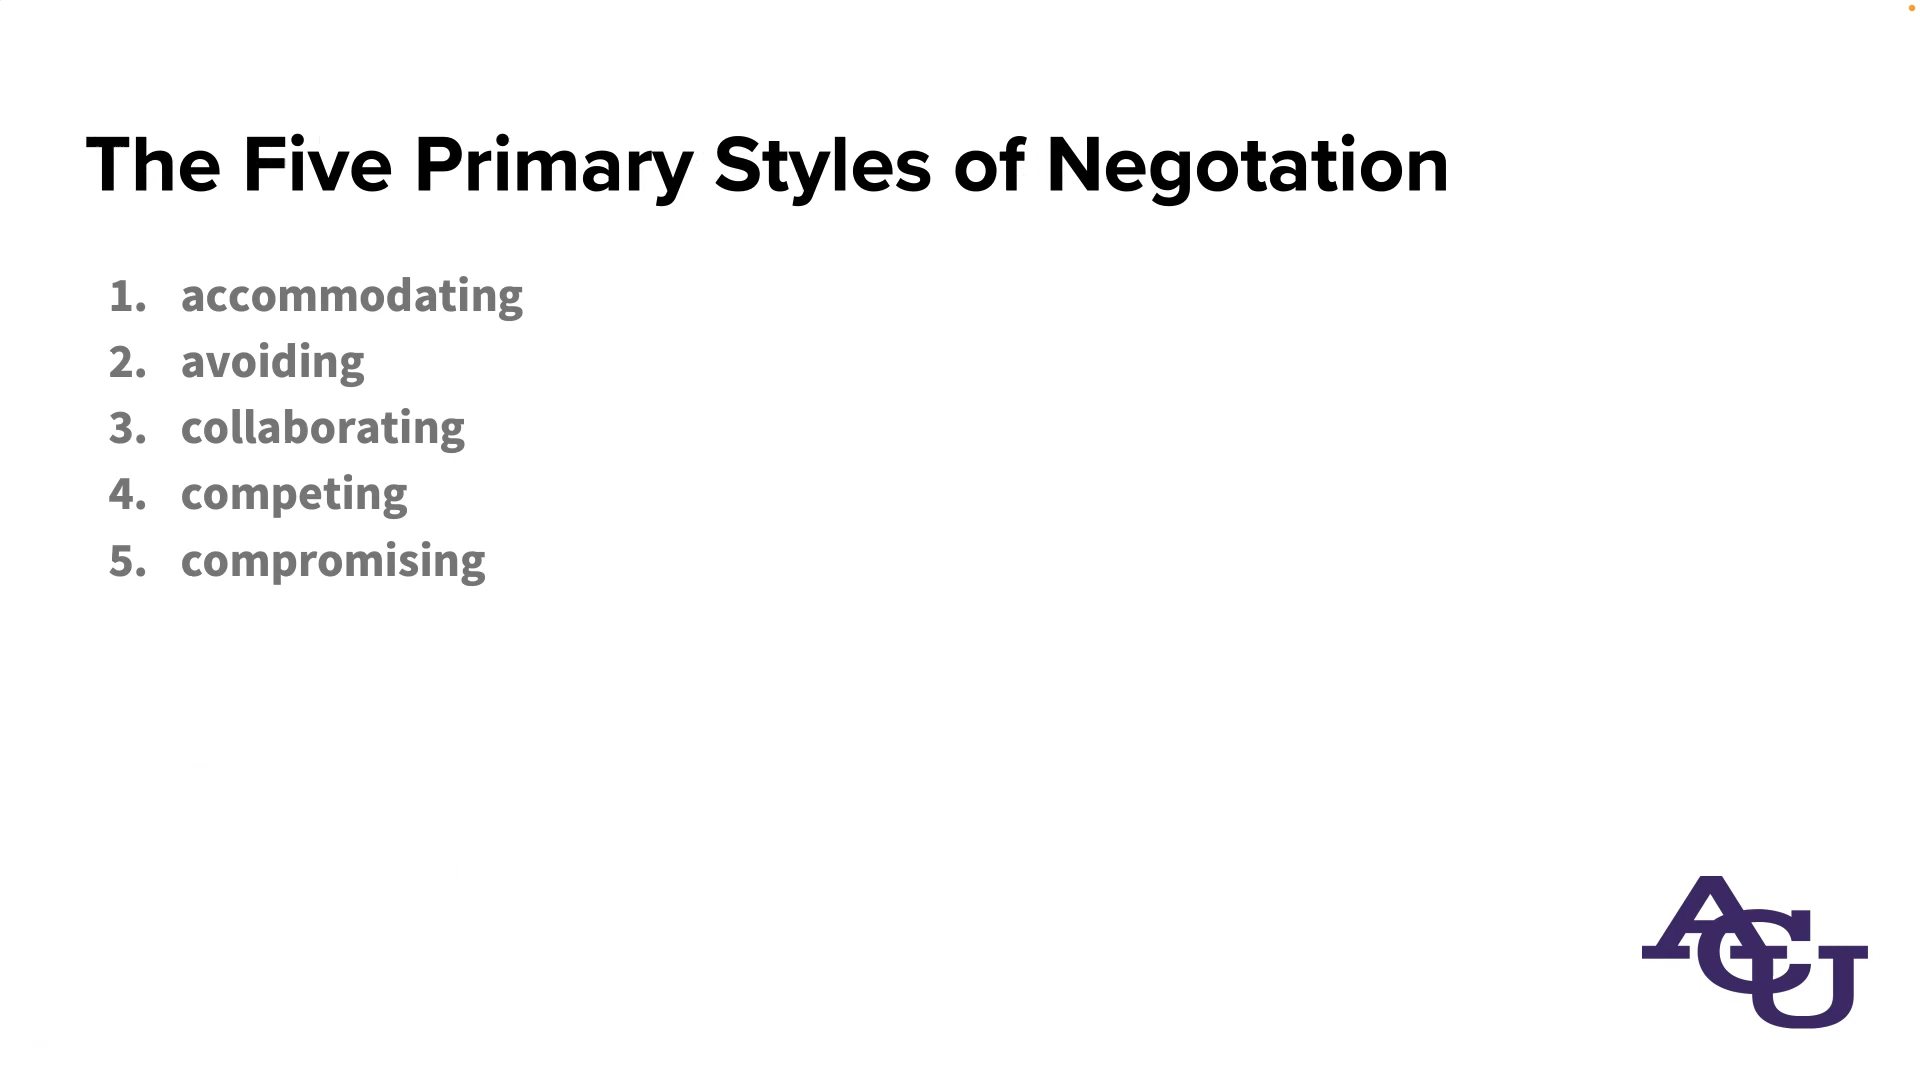 The Five Primary Styles of Negotation
1. accommodating
2. avoiding
3. collaborating
4. competing
5. compromising
ACU